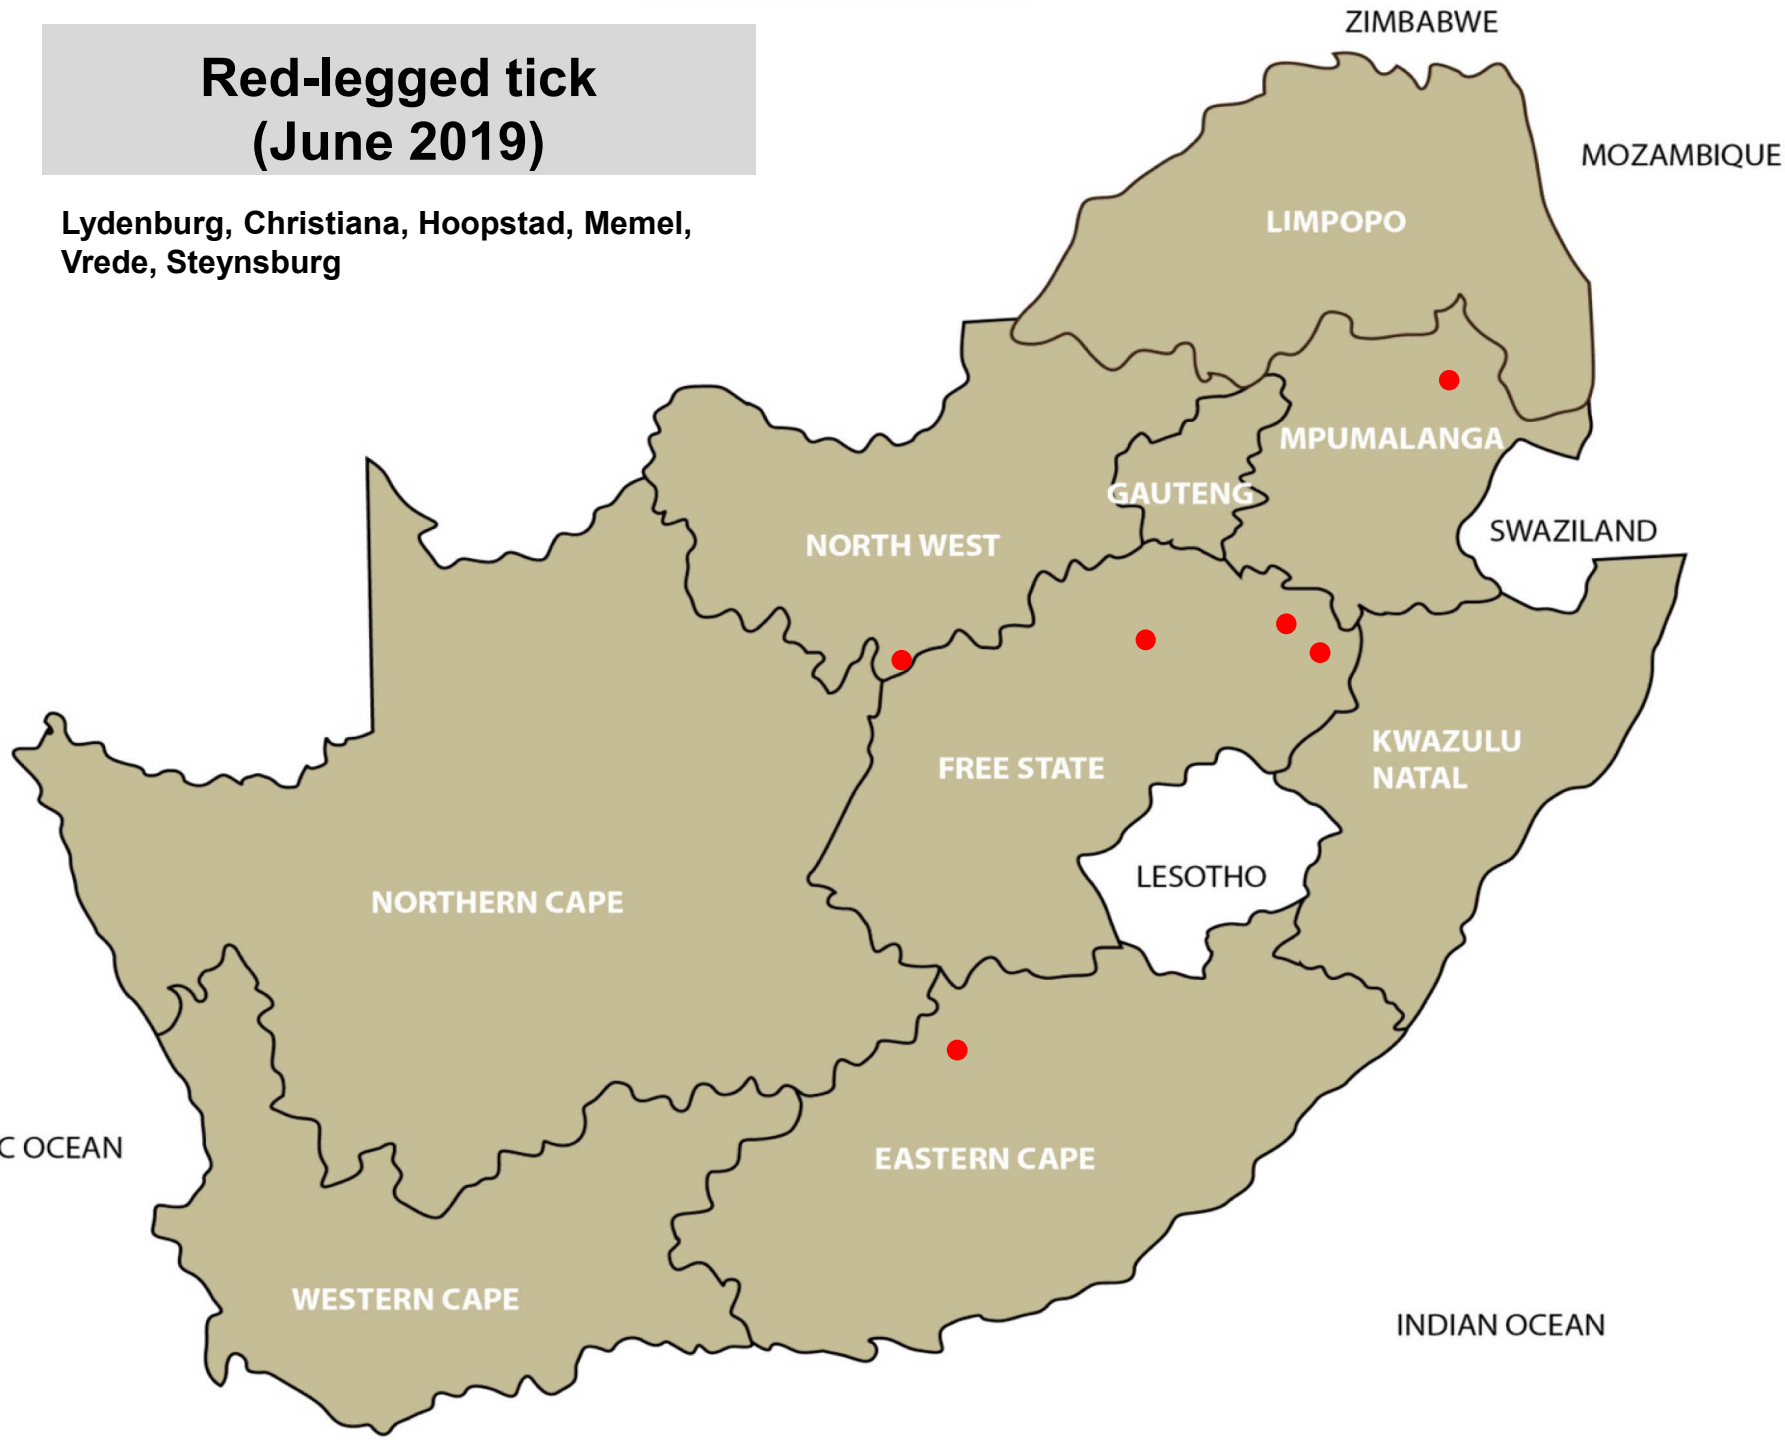 Red-legged tick
(June 2019)
Lydenburg, Christiana, Hoopstad, Memel,
Vrede, Steynsburg
ZIMBABWE
MOZAMBIQUE
LIMPOPO
MPUMALANGA
GAUTENG
SWAZILAND
NORTH WEST
KWAZULU
NATAL
FREE STATE
LESOTHO
NORTHERN CAPE
C OCEAN
EASTERN CAPE
WESTERN CAPE
INDIAN OCEAN